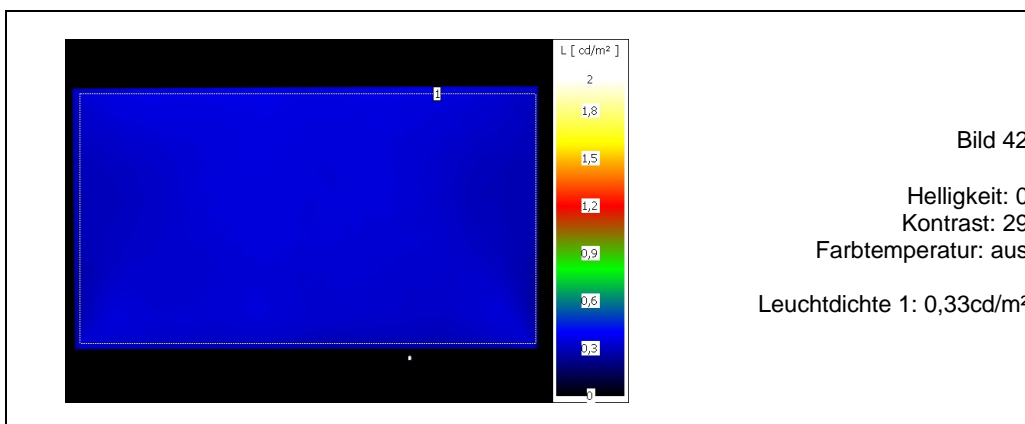 L [ cd/m² ]
2
1,8
1,5
1,2
0,9
0,6
0,3
0
1
Bild 42
Helligkeit: 0
Kontrast: 29
Farbtemperatur: aus
Leuchtdichte 1: 0,33cd/m²